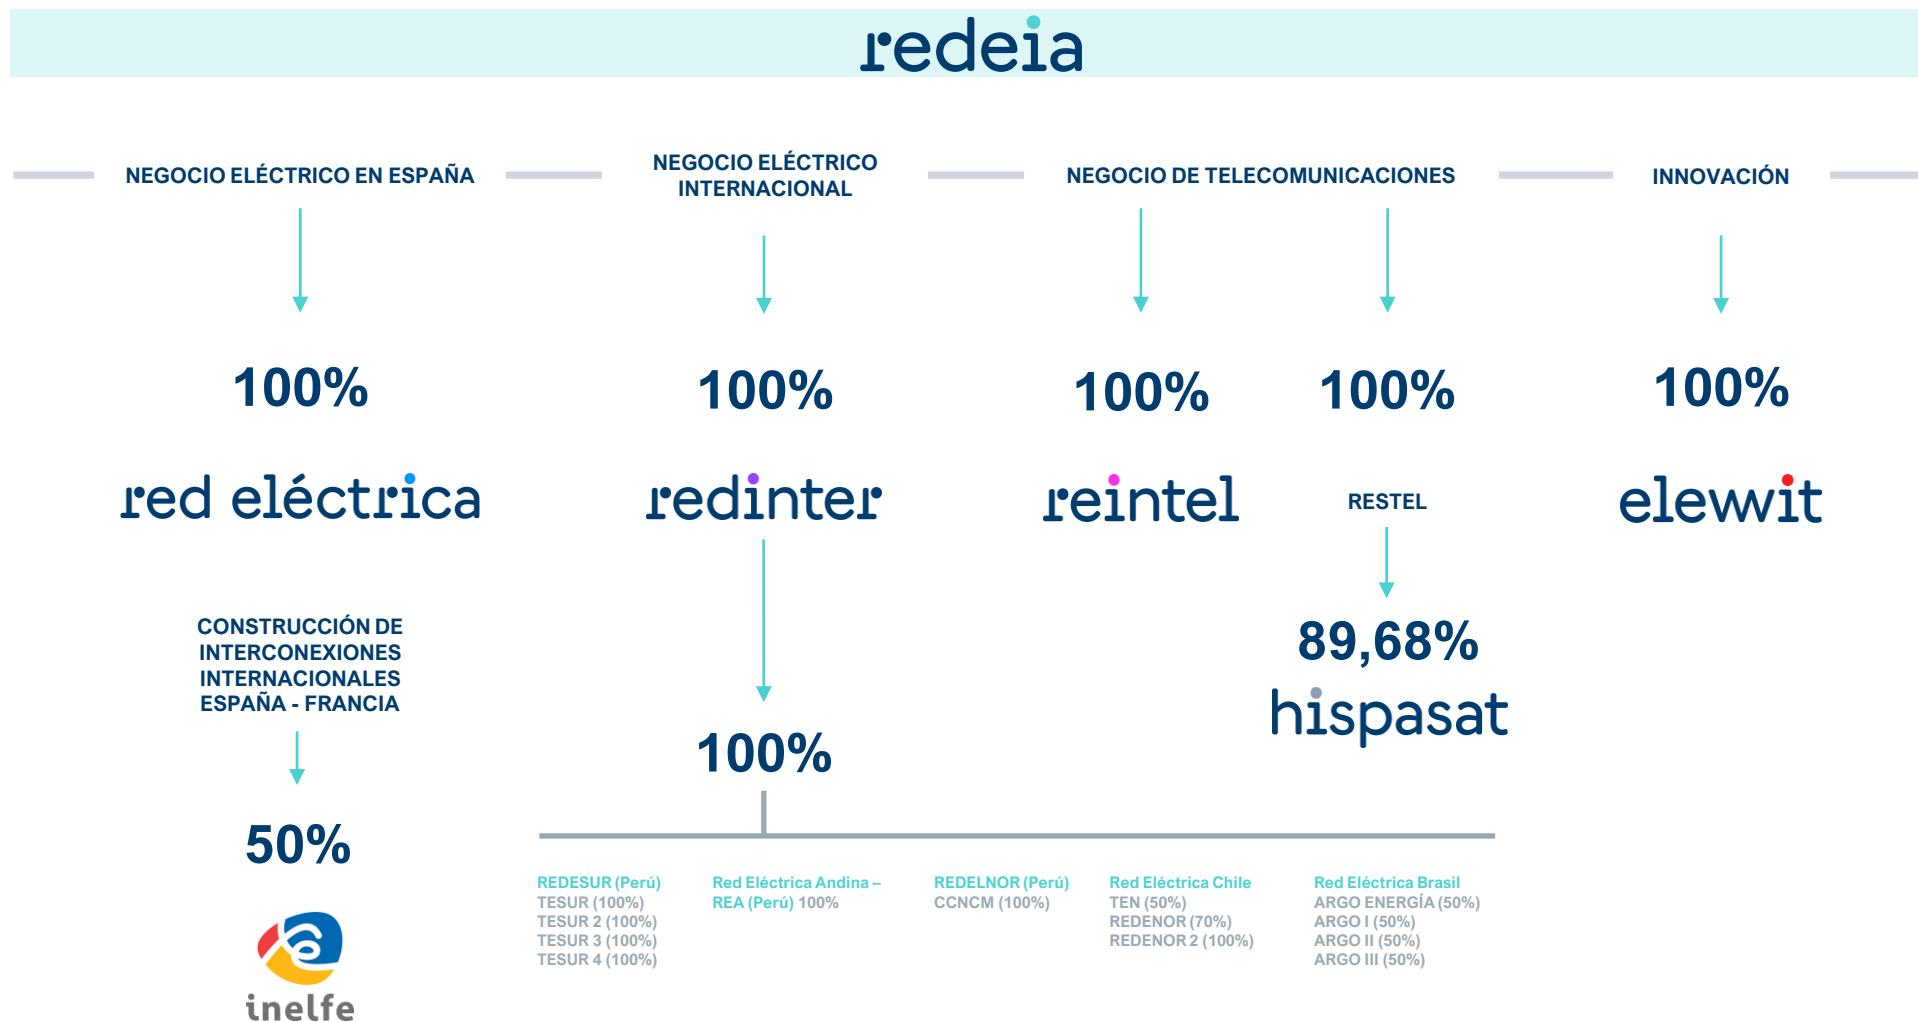 redeia
NEGOCIO ELÉCTRICO EN ESPAÑA
100%
red eléctrica
CONSTRUCCIÓN DE
INTERCONEXIONES
INTERNACIONALES
ESPAÑA - FRANCIA
50%
inelfe
NEGOCIO ELÉCTRICO
INTERNACIONAL
100%
redinter
100%
REDESUR (Perú)
TESUR (100%)
TESUR 2 (100%)
TESUR 3 (100%)
TESUR 4 (100%)
Red Eléctrica Andina –
REA (Perú) 100%
REDELNOR (Perú)
CCNCM (100%)
Red Eléctrica Chile
TEN (50%)
REDENOR (70%)
REDENOR 2 (100%)
Red Eléctrica Brasil
ARGO ENERGÍA (50%)
ARGO I (50%)
ARGO II (50%)
ARGO III (50%)
NEGOCIO DE TELECOMUNICACIONES
100%
reintel
100%
RESTEL
89,68%
hispasat
INNOVACIÓN
100%
elewit